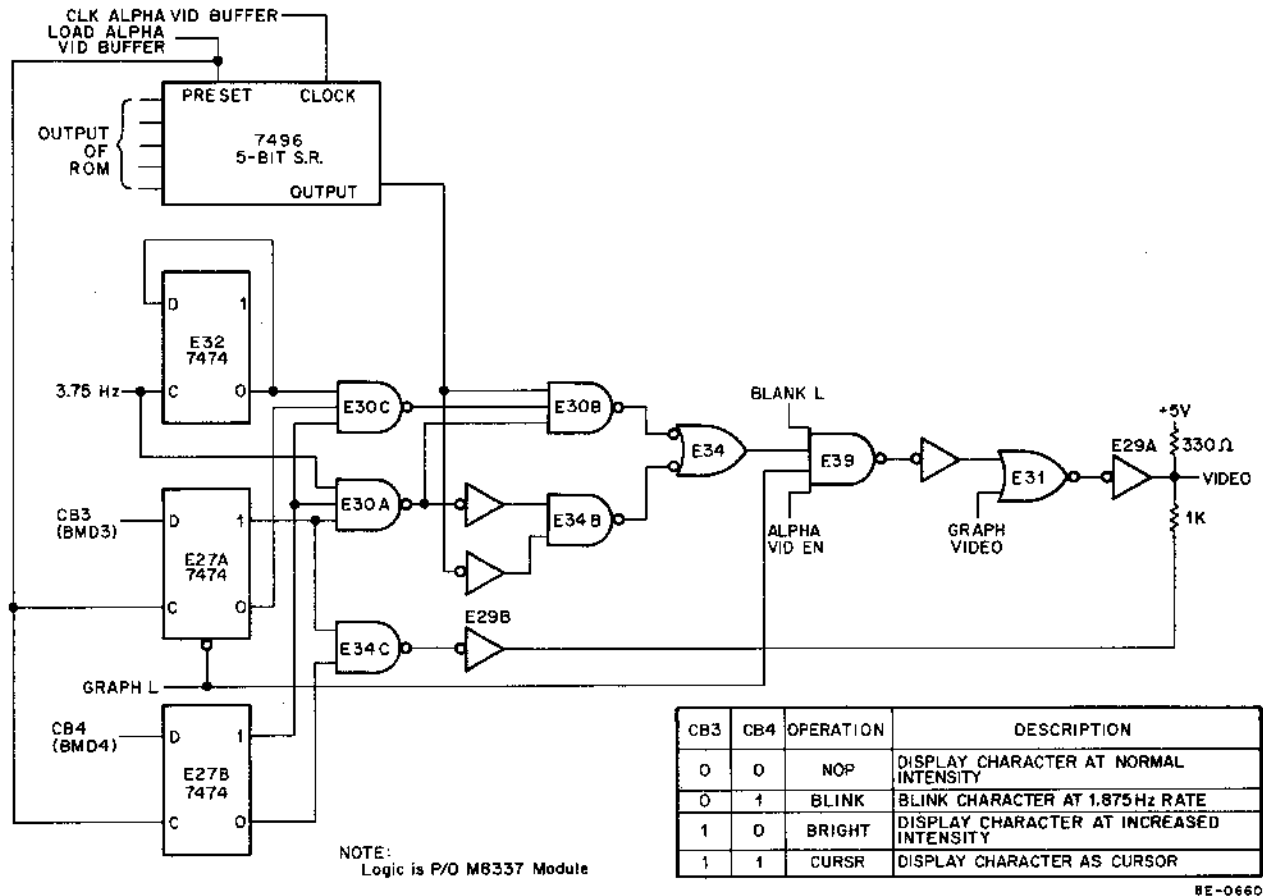 CLK ALPHA VID BUFFER
LOAD ALPHA
VID BUFFER
PRESET CLOCK
OUTPUT
OF
ROM
7496
5-BIT S.R.
OUTPUT
D 1
E32
7474
3.75 Hz
C 0
E30C
E30B
BLANK L
+5V
E34
E39
E29A
330Ω
VIDEO
E31
CB3
(BMD3)
D 1
E30A
E34B
ALPHA
VID EN
GRAPH
VIDEO
1K
E27A
7474
C 0
E29B
E34C
GRAPH L
CB4
(BMD4)
D 1
E27B
7474
C 0
NOTE:
Logic is P/O M8337 Module
CB3 CB4 OPERATION DESCRIPTION
0 0 NOP DISPLAY CHARACTER AT NORMAL
INTENSITY
0 1 BLINK BLINK CHARACTER AT 1.875Hz RATE
1 0 BRIGHT DISPLAY CHARACTER AT INCREASED
INTENSITY
1 1 CURSR DISPLAY CHARACTER AS CURSOR
8E-0660